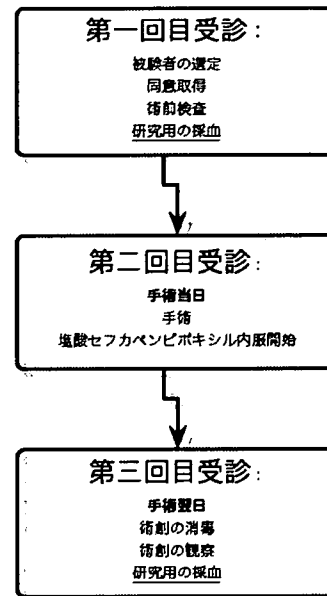 第一回目受診：
被験者の選定
同意取得
術前検査
研究用の採血
第二回目受診：
手術当日
手術
塩酸セフカペンピボキシル内服開始
第三回目受診：
手術翌日
術創の消毒
術創の観察
研究用の採血